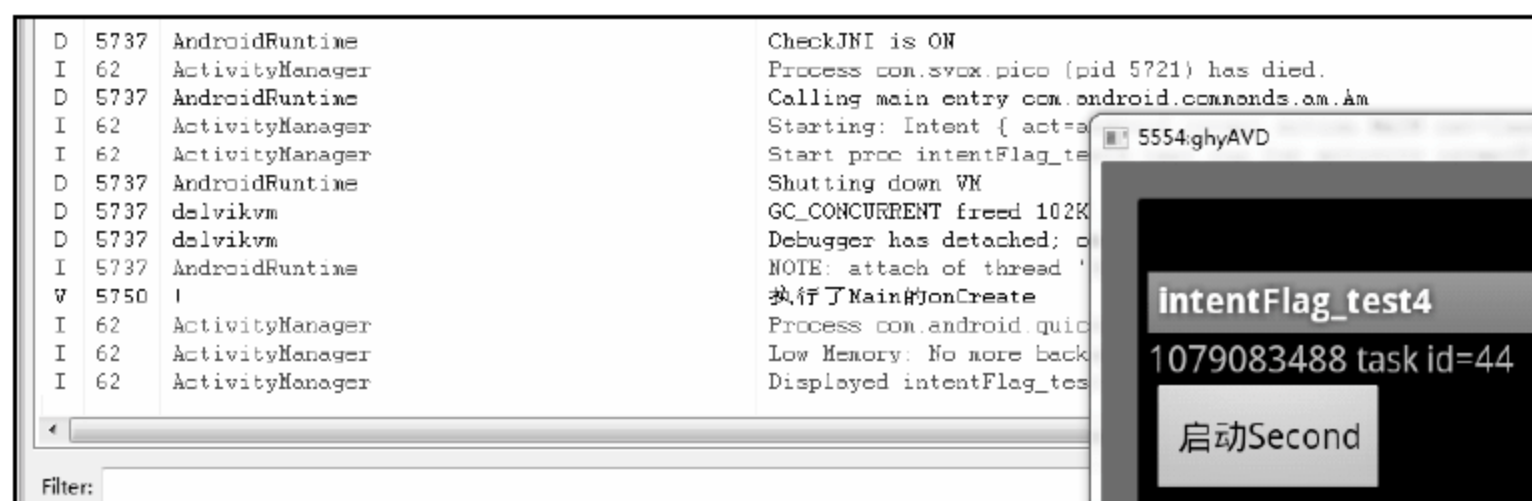 D 5737 AndroidRuntime CheckJNI is ON
I 62 ActivityManager Process com.svox.pico (pid 5721) has died.
D 5737 AndroidRuntime Calling main entry com.android.commands.am.Am
I 62 ActivityManager Starting: Intent { act=a
I 62 ActivityManager Start proc intentFlag_te
D 5737 AndroidRuntime Shutting down VM
D 5737 dalvikvm GC_CONCURRENT freed 102K
D 5737 dalvikvm Debugger has detached; o
I 5737 AndroidRuntime NOTE: attach of thread '
V 5750 ! 执行了Main的onCreate
I 62 ActivityManager Process com.android.quic
I 62 ActivityManager Low Memory: No more back
I 62 ActivityManager Displayed intentFlag_tes
Filter:
5554:ghyAVD
intentFlag_test4
1079083488 task id=44
启动Second